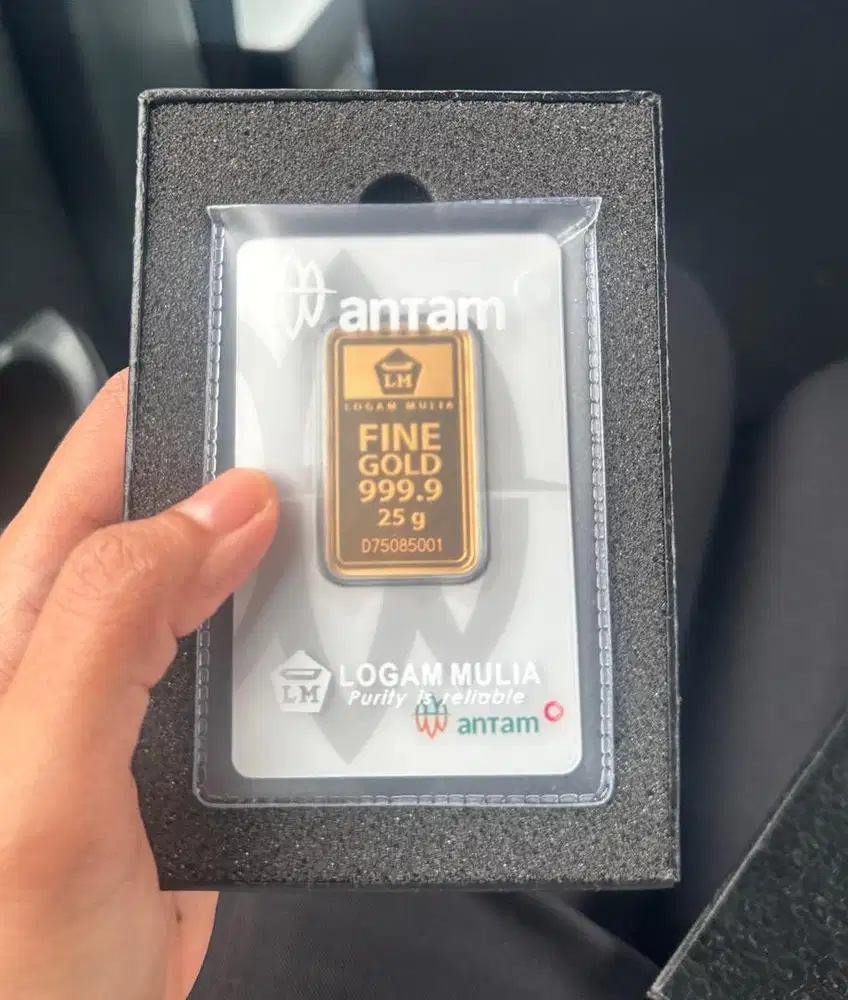 antam
LM
LOGAM MULIA
FINE
GOLD
999.9
25 g
D75085001
LM
LOGAM MULIA
Purity is reliable
antam